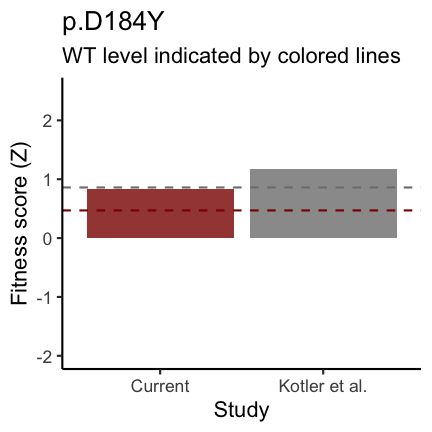 p.D184Y
WT level indicated by colored lines
Fitness score (Z)
2
1
0
-1
-2
Current
Kotler et al.
Study